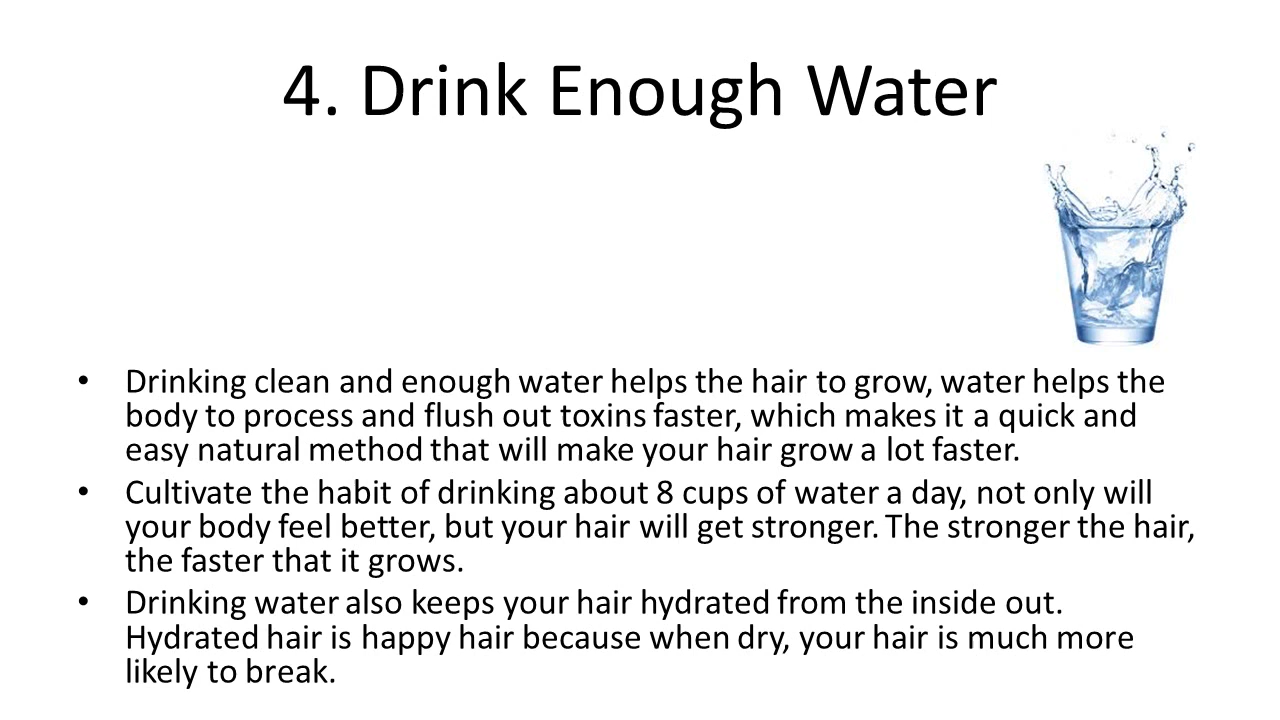 4. Drink Enough Water
• Drinking clean and enough water helps the hair to grow, water helps the
body to process and flush out toxins faster, which makes it a quick and
easy natural method that will make your hair grow a lot faster.
• Cultivate the habit of drinking about 8 cups of water a day, not only will
your body feel better, but your hair will get stronger. The stronger the hair,
the faster that it grows.
• Drinking water also keeps your hair hydrated from the inside out.
Hydrated hair is happy hair because when dry, your hair is much more
likely to break.